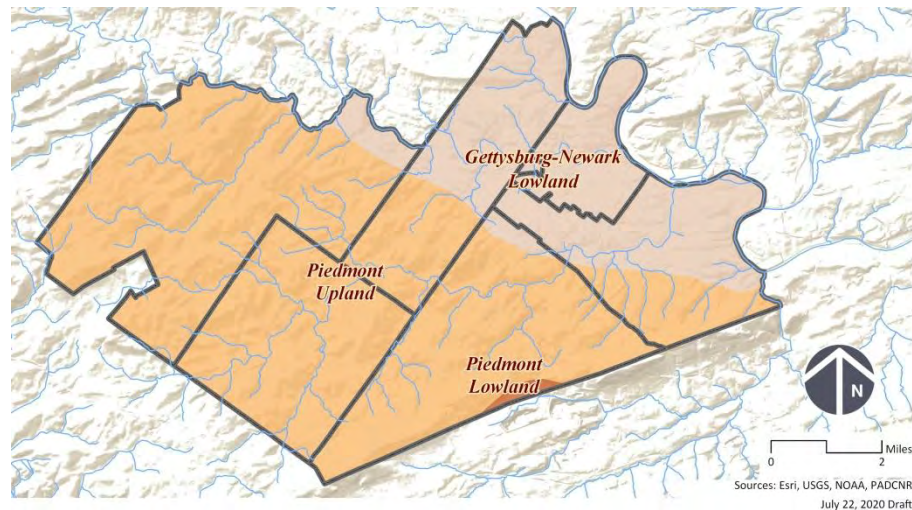 Gettysburg-Newark
Lowland
Piedmont
Upland
Piedmont
Lowland
N
Miles
0 2
Sources: Esri, USGS, NOAA, PADCNR
July 22, 2020 Draft